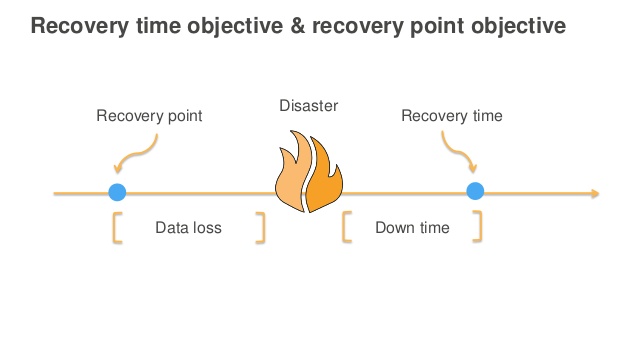 Recovery time objective & recovery point objective
Disaster
Recovery point
Recovery time
Data loss
Down time